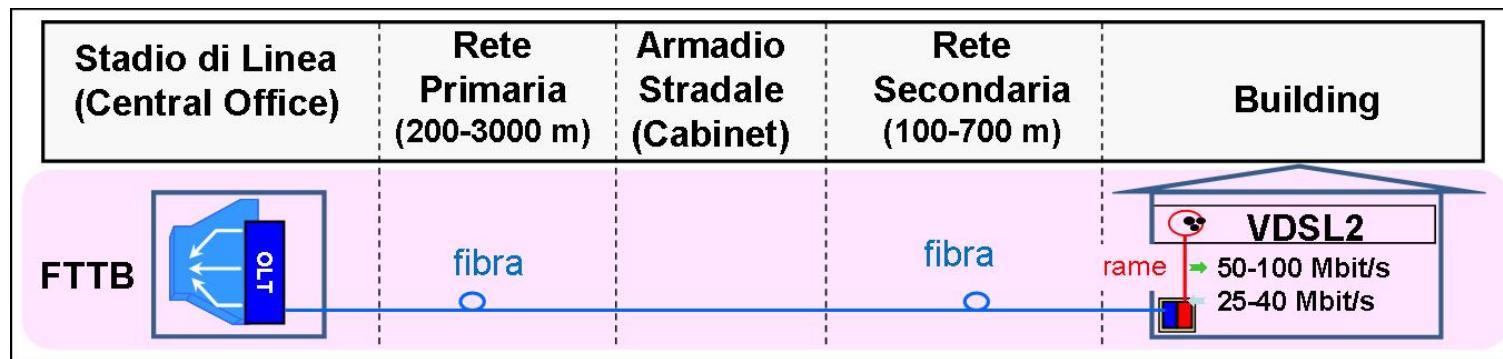 Stadio di Linea
(Central Office)
Rete
Primaria
(200-3000 m)
Armadio
Stradale
(Cabinet)
Rete
Secondaria
(100-700 m)
Building
FTTB
OLT
fibra
fibra
rame
VDSL2
50-100 Mbit/s
25-40 Mbit/s